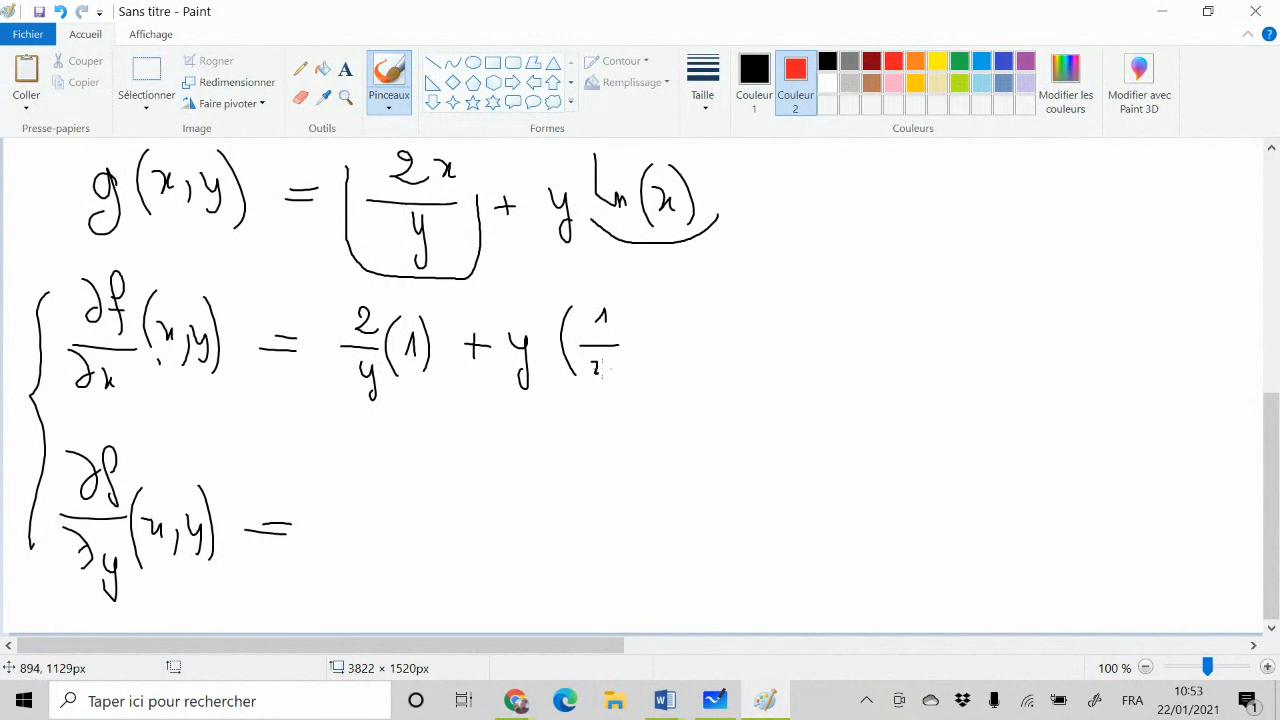 Sans titre - Paint
Fichier Accueil Affichage
Coller
Couper
Copier
Presse-papiers
Sélectionner
Rogner
Redimensionner
Faire pivoter
Image
A
Outils
Pinceaux
Contour
Remplissage
Formes
Taille
Couleur 1
Couleur 2
Modifier les couleurs
Couleurs
Modifier avec Paint 3D
g(x,y) = 2x/y + y ln(x)
∂f/∂x (x,y) = 2/y (1) + y (1/x
∂f/∂y (x,y) =
894, 1129px 3822 × 1520px 100 %
Taper ici pour rechercher FRA 10:53
22/01/2021 1